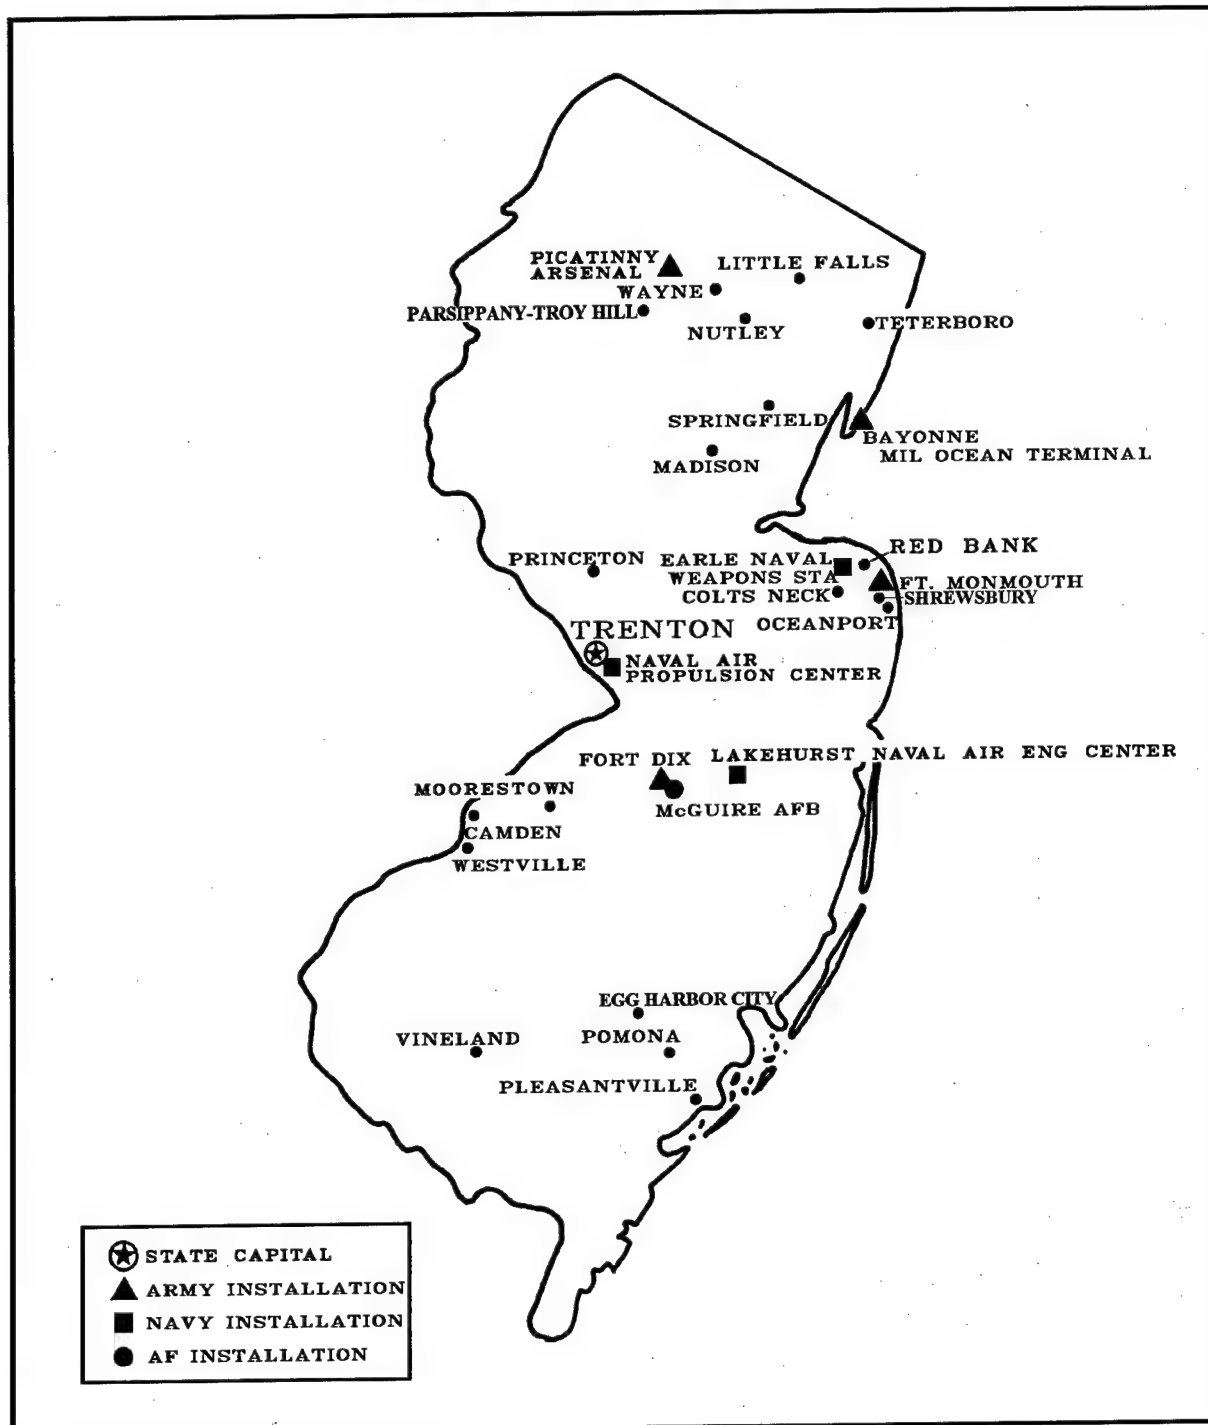 PICATINNY
ARSENAL
LITTLE FALLS
WAYNE
PARSIPPANY-TROY HILL
NUTLEY
TETERBORO
SPRINGFIELD
BAYONNE
MIL OCEAN TERMINAL
MADISON
PRINCETON
EARLE NAVAL
WEAPONS STA
COLTS NECK
RED BANK
FT. MONMOUTH
SHREWSBURY
OCEANPORT
TRENTON
NAVAL AIR
PROPULSION CENTER
FORT DIX
LAKEHURST NAVAL AIR ENG CENTER
MOORESTOWN
McGUIRE AFB
CAMDEN
WESTVILLE
EGG HARBOR CITY
VINELAND
POMONA
PLEASANTVILLE
STATE CAPITAL
ARMY INSTALLATION
NAVY INSTALLATION
AF INSTALLATION